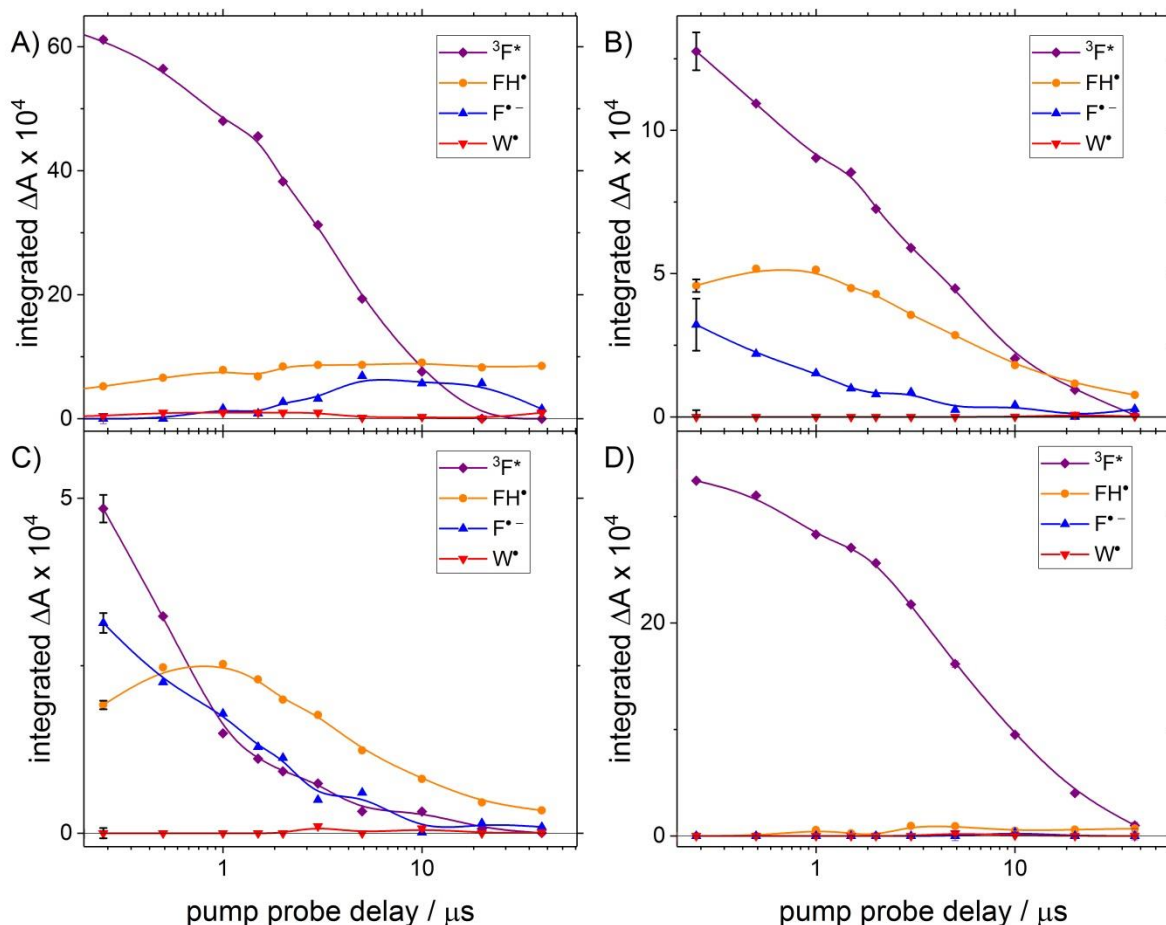 A)
60
40
20
0
integrated ΔA x 10⁴
³F*
FH•
F•⁻
W•
B)
10
5
0
integrated ΔA x 10⁴
³F*
FH•
F•⁻
W•
C)
5
0
integrated ΔA x 10⁴
³F*
FH•
F•⁻
W•
1
10
pump probe delay / μs
D)
20
0
integrated ΔA x 10⁴
³F*
FH•
F•⁻
W•
1
10
pump probe delay / μs